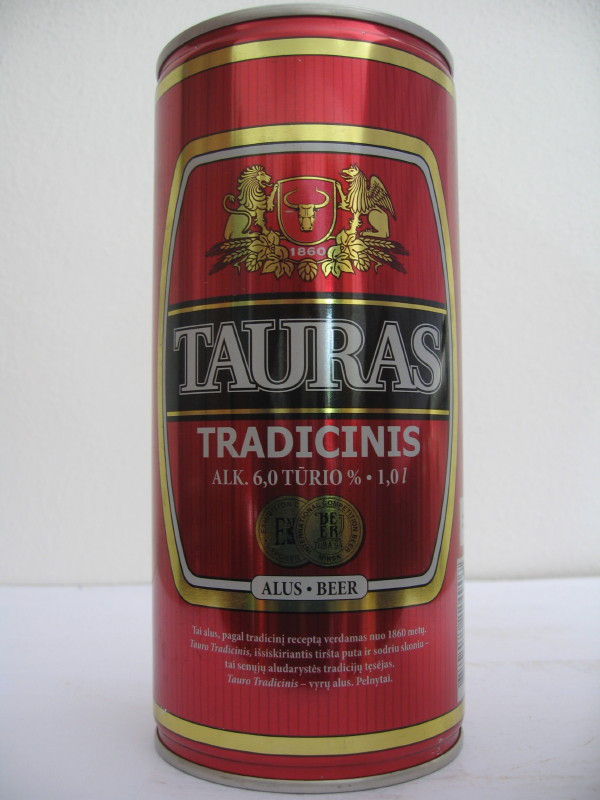 1860
TAURAS
TRADICINIS
ALK. 6,0 TŪRIO % • 1,0 l
BE
ER
ALUS • BEER
Tai alus, pagal tradicinį receptą verdamas nuo 1860 metų.
Tauro Tradicinis, išsiskiriantis tiršta puta ir sodriu skoniu –
tai senųjų aludarystės tradicijų tęsėjas.
Tauro Tradicinis – vyrų alus. Pelnytai.